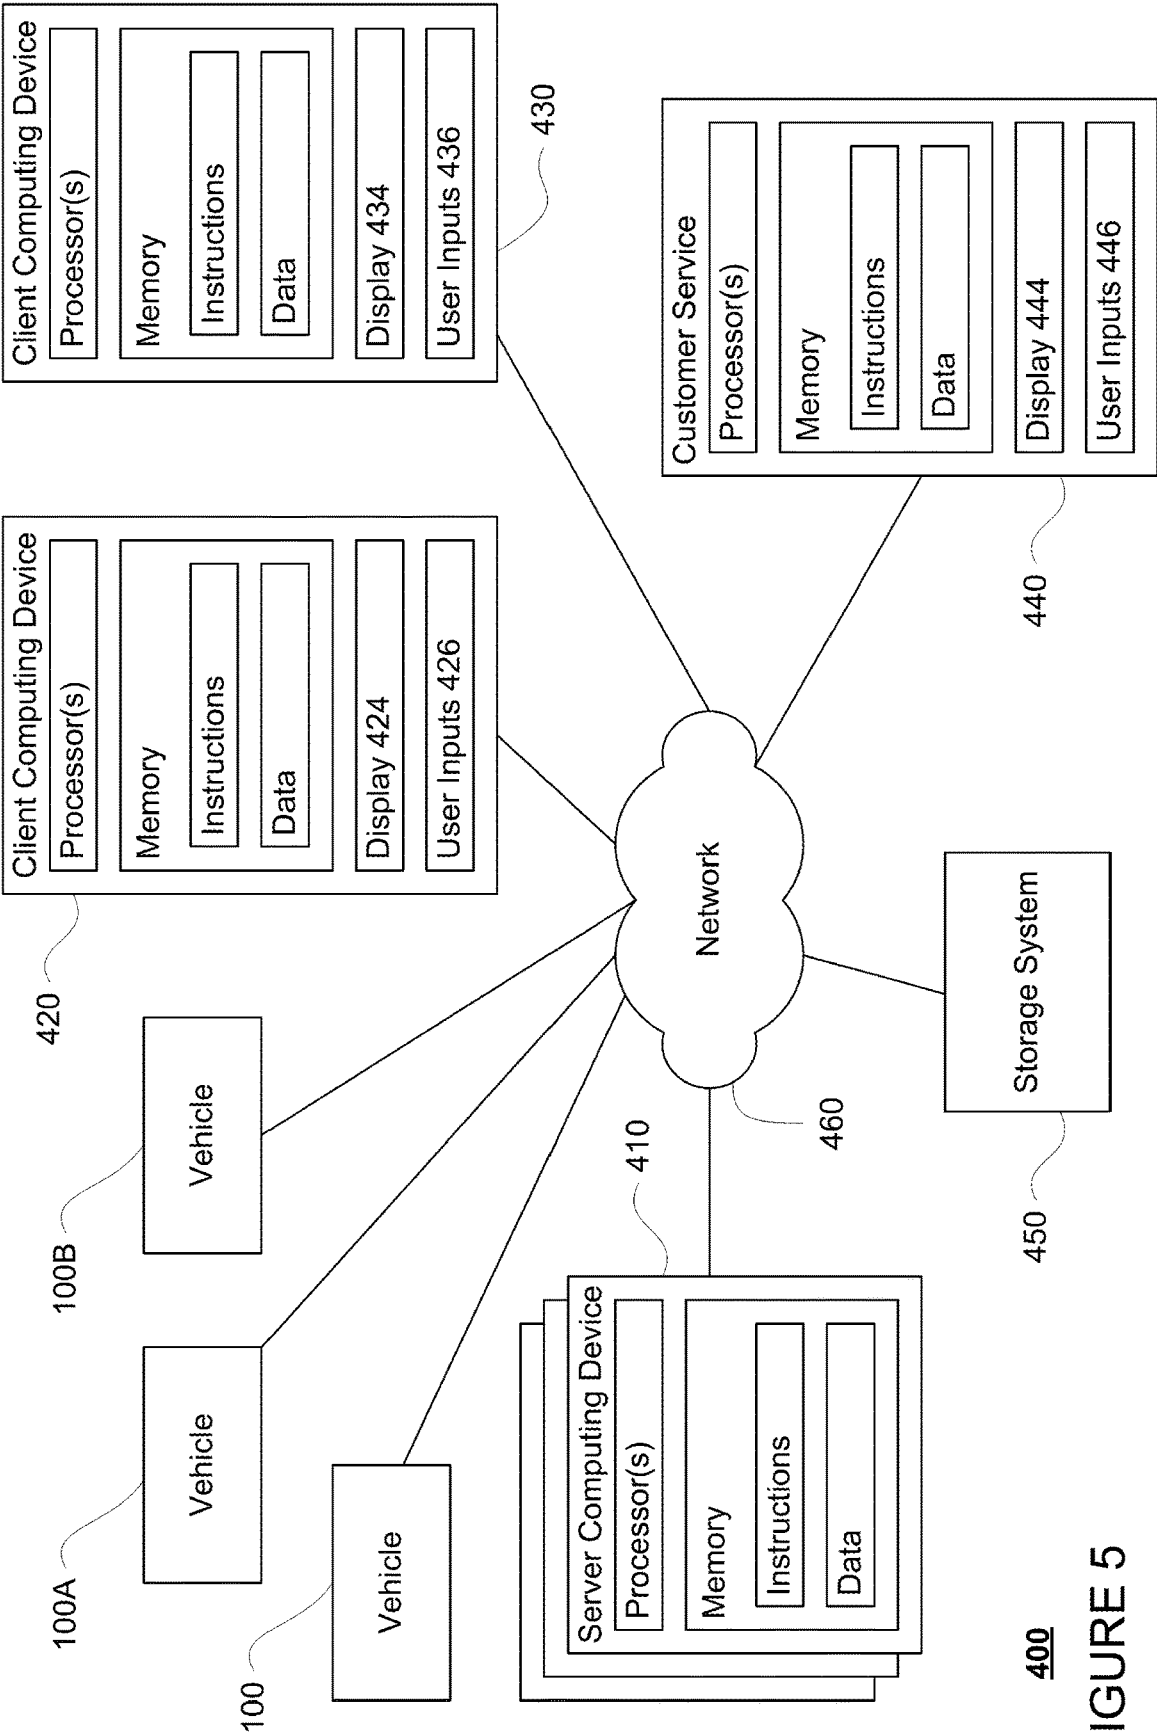 100
Vehicle
100A
Vehicle
100B
Vehicle
420
Client Computing Device
Processor(s)
Memory
Instructions
Data
Display 424
User Inputs 426
Client Computing Device
Processor(s)
Memory
Instructions
Data
Display 434
User Inputs 436
430
Server Computing Device
Processor(s)
Memory
Instructions
Data
410
Network
460
Customer Service
Processor(s)
Memory
Instructions
Data
Display 444
User Inputs 446
440
Storage System
450
400
IGURE 5